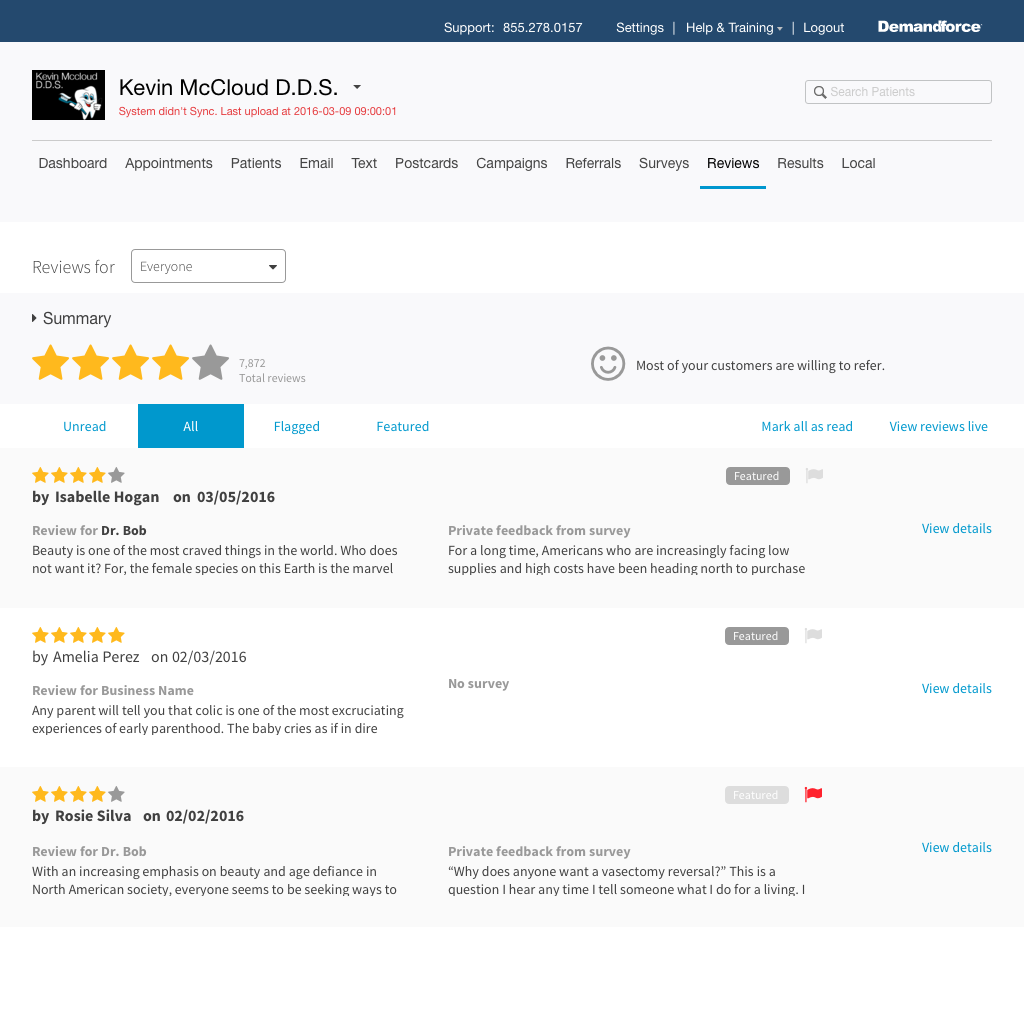 Support: 855.278.0157 Settings | Help & Training | Logout Demandforce
Kevin Mccloud
D.D.S.
Kevin McCloud D.D.S.
System didn't Sync. Last upload at 2016-03-09 09:00:01
Search Patients
Dashboard Appointments Patients Email Text Postcards Campaigns Referrals Surveys Reviews Results Local
Reviews for Everyone
Summary
7,872
Total reviews
Most of your customers are willing to refer.
Unread All Flagged Featured Mark all as read View reviews live
Featured
by Isabelle Hogan on 03/05/2016
Review for Dr. Bob
Beauty is one of the most craved things in the world. Who does
not want it? For, the female species on this Earth is the marvel
Private feedback from survey
For a long time, Americans who are increasingly facing low
supplies and high costs have been heading north to purchase
View details
Featured
by Amelia Perez on 02/03/2016
Review for Business Name
Any parent will tell you that colic is one of the most excruciating
experiences of early parenthood. The baby cries as if in dire
No survey
View details
Featured
by Rosie Silva on 02/02/2016
Review for Dr. Bob
With an increasing emphasis on beauty and age defiance in
North American society, everyone seems to be seeking ways to
Private feedback from survey
“Why does anyone want a vasectomy reversal?” This is a
question I hear any time I tell someone what I do for a living. I
View details